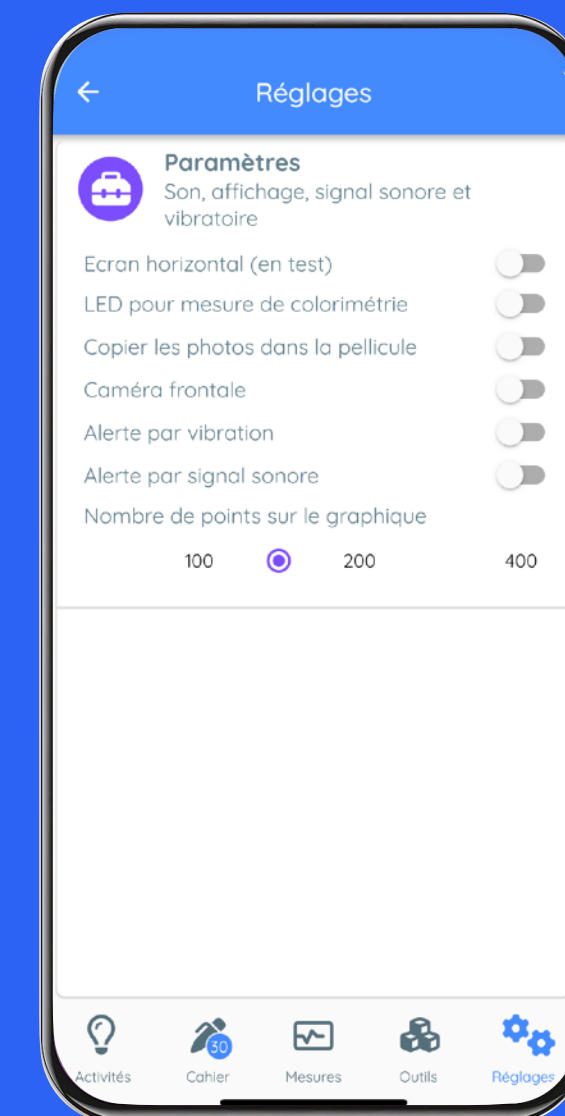 Réglages
Paramètres
Son, affichage, signal sonore et
vibratoire
Ecran horizontal (en test)
LED pour mesure de colorimétrie
Copier les photos dans la pellicule
Caméra frontale
Alerte par vibration
Alerte par signal sonore
Nombre de points sur le graphique
100 200 400
30
Activités Cahier Mesures Outils Réglages